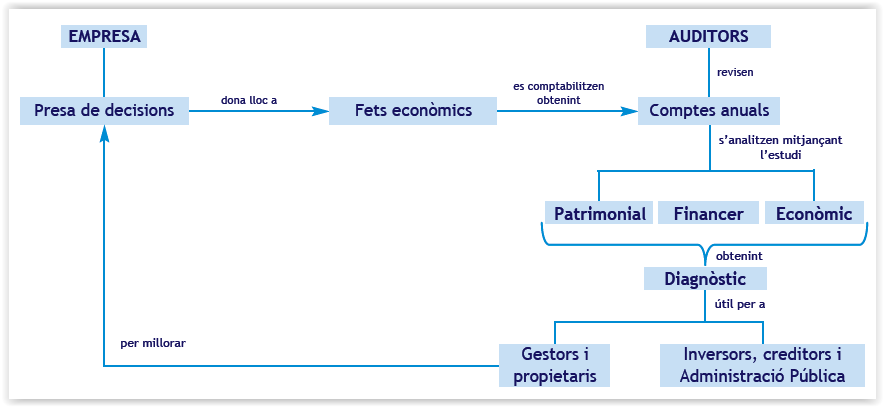 EMPRESA
AUDITORS
revisen
Presa de decisions
dona lloc a
Fets econòmics
es comptabilitzen
obtenint
Comptes anuals
s'analitzen mitjançant
l'estudi
Patrimonial
Financer
Econòmic
obtenint
Diagnòstic
útil per a
per millorar
Gestors i
propietaris
Inversors, creditors i
Administració Pública